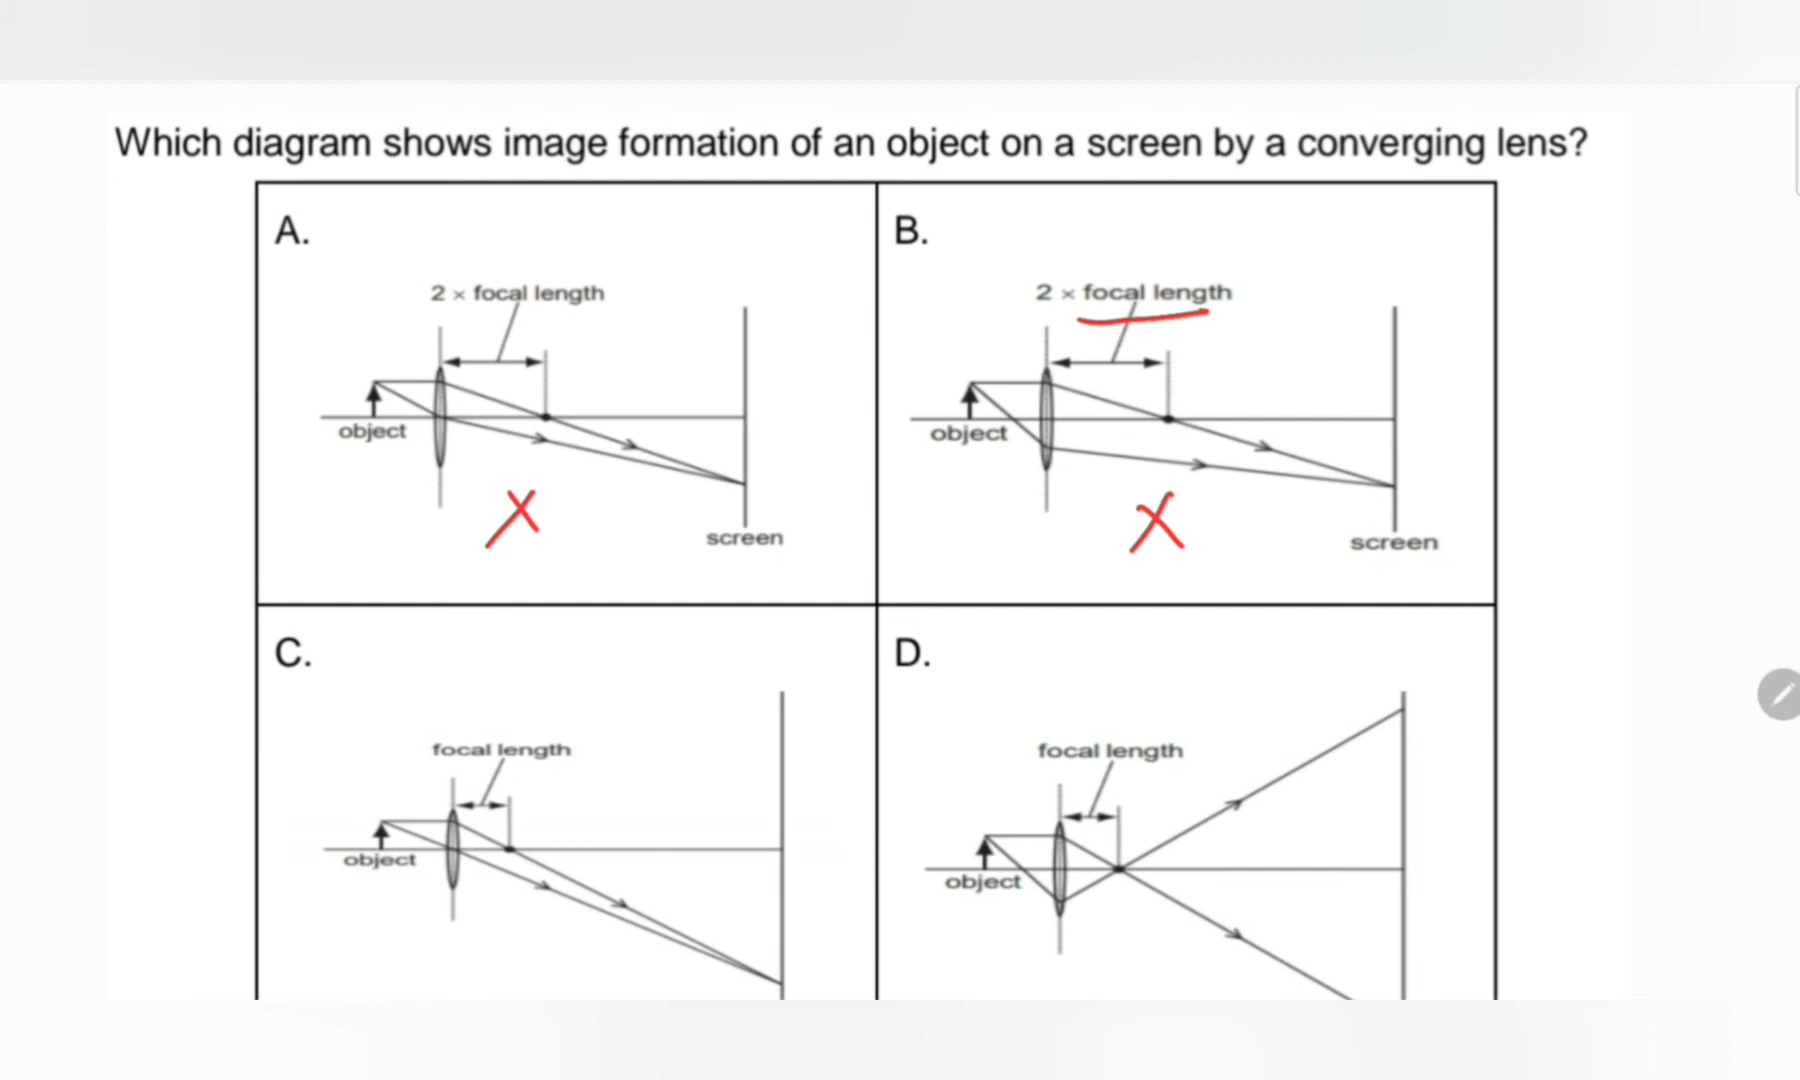 Which diagram shows image formation of an object on a screen by a converging lens?
A.
2 × focal length
object
screen
B.
2 × focal length
object
screen
C.
focal length
object
D.
focal length
object